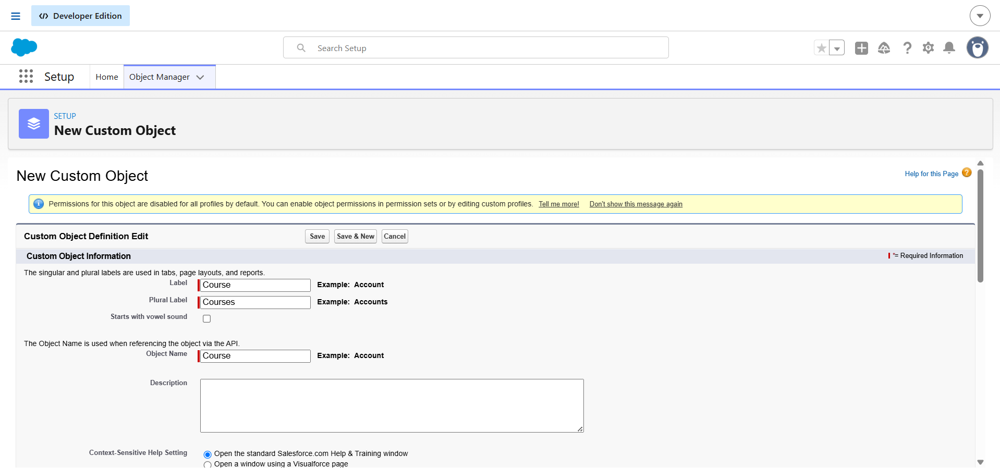 Developer Edition
Search Setup
Setup
Home
Object Manager
SETUP
New Custom Object
New Custom Object
Help for this Page
Permissions for this object are disabled for all profiles by default. You can enable object permissions in permission sets or by editing custom profiles. Tell me more! Don't show this message again
Custom Object Definition Edit
Save
Save & New
Cancel
Custom Object Information
*= Required Information
The singular and plural labels are used in tabs, page layouts, and reports.
Label Course Example: Account
Plural Label Courses Example: Accounts
Starts with vowel sound
The Object Name is used when referencing the object via the API.
Object Name Course Example: Account
Description
Context-Sensitive Help Setting Open the standard Salesforce.com Help & Training window
Open a window using a Visualforce page